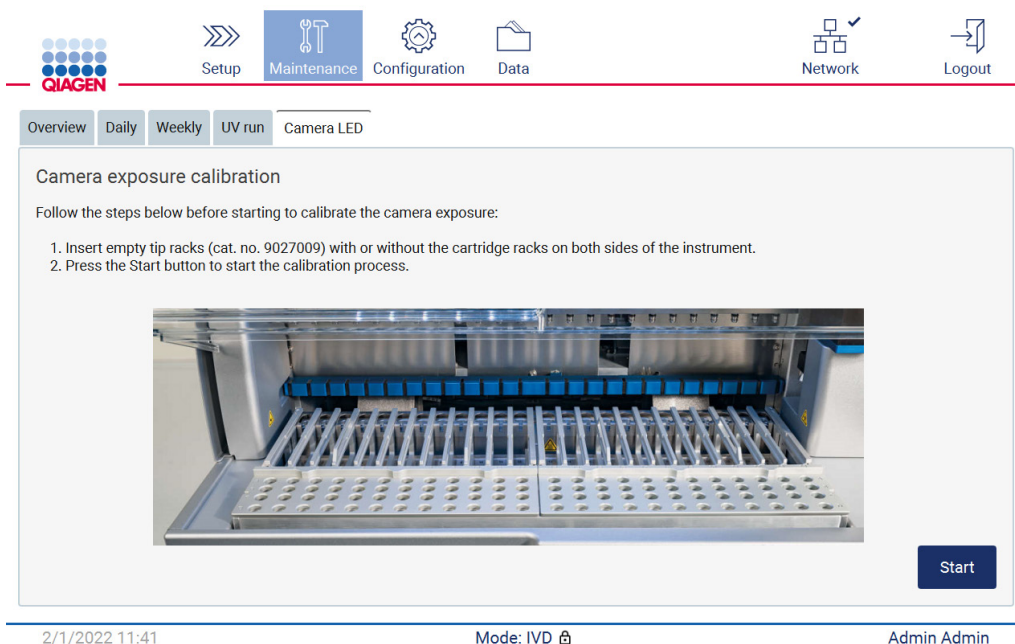 QIAGEN
Setup
Maintenance
Configuration
Data
Network
Logout
Overview
Daily
Weekly
UV run
Camera LED
Camera exposure calibration
Follow the steps below before starting to calibrate the camera exposure:
1. Insert empty tip racks (cat. no. 9027009) with or without the cartridge racks on both sides of the instrument.
2. Press the Start button to start the calibration process.
Start
2/1/2022 11:41
Mode: IVD
Admin Admin